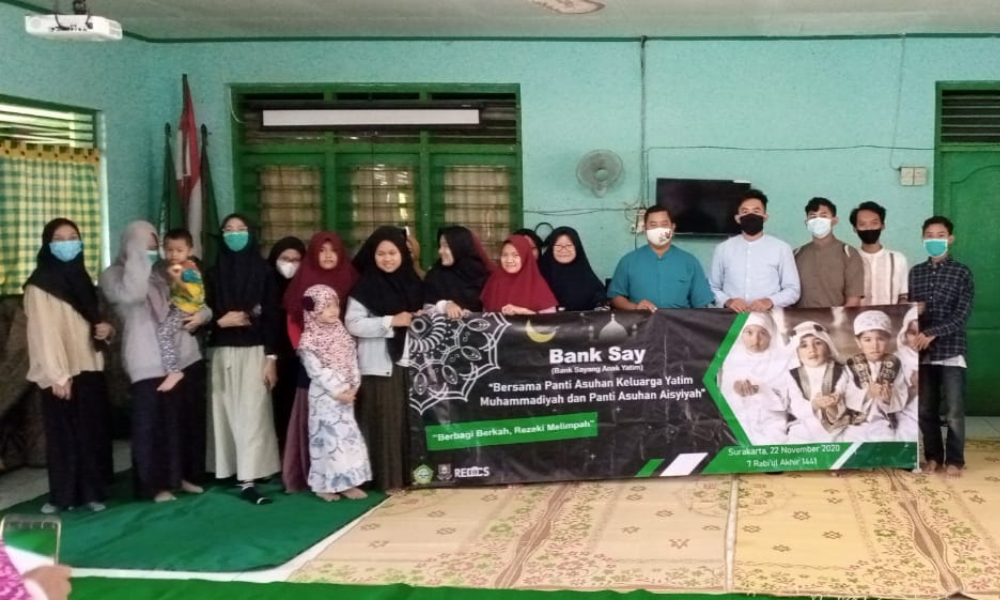 Bank Say
(Bank Sayang Anak Yatim)
"Bersama Panti Asuhan Keluarga Yatim
Muhammadiyah dan Panti Asuhan Aisyiyah"
"Berbagi Berkah, Rezeki Melimpah"
Surakarta, 22 November 2020
7 Rabi'ul Akhir 1441